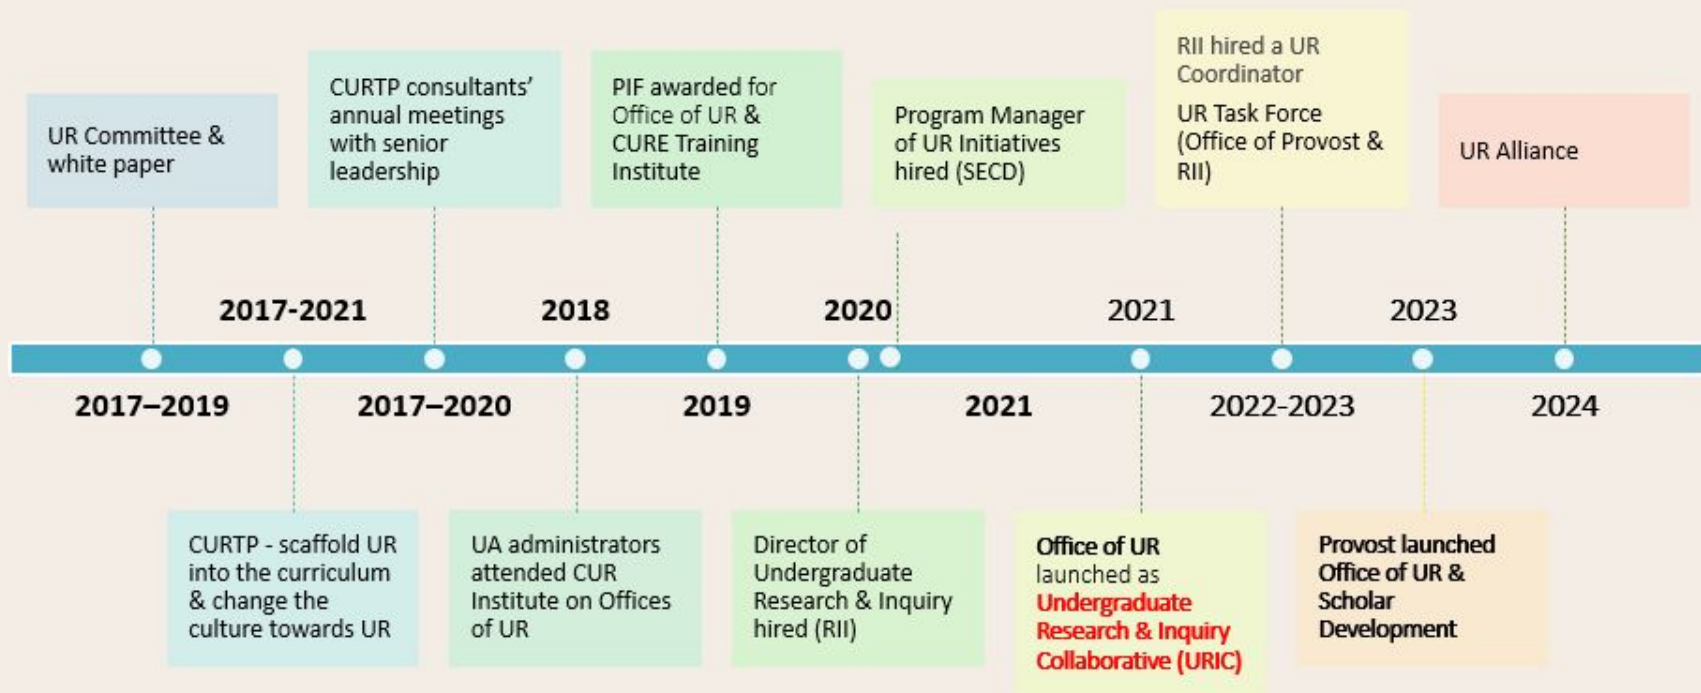 UR Committee &
white paper
CURTP consultants’
annual meetings
with senior
leadership
PIF awarded for
Office of UR &
CURE Training
Institute
Program Manager
of UR Initiatives
hired (SECD)
RII hired a UR
Coordinator
UR Task Force
(Office of Provost &
RII)
UR Alliance
2017-2021
2018
2020
2021
2023
2017–2019
2017–2020
2019
2021
2022-2023
2024
CURTP - scaffold UR
into the curriculum
& change the
culture towards UR
UA administrators
attended CUR
Institute on Offices
of UR
Director of
Undergraduate
Research & Inquiry
hired (RII)
Office of UR
launched as
Undergraduate
Research & Inquiry
Collaborative (URIC)
Provost launched
Office of UR &
Scholar
Development